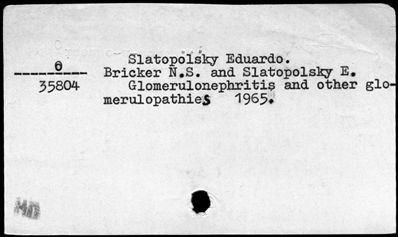 Slatopolsky Eduardo.
0
35804
Bricker N.S. and Slatopolsky E.
Glomerulonephritis and other glo-
merulopathies 1965.